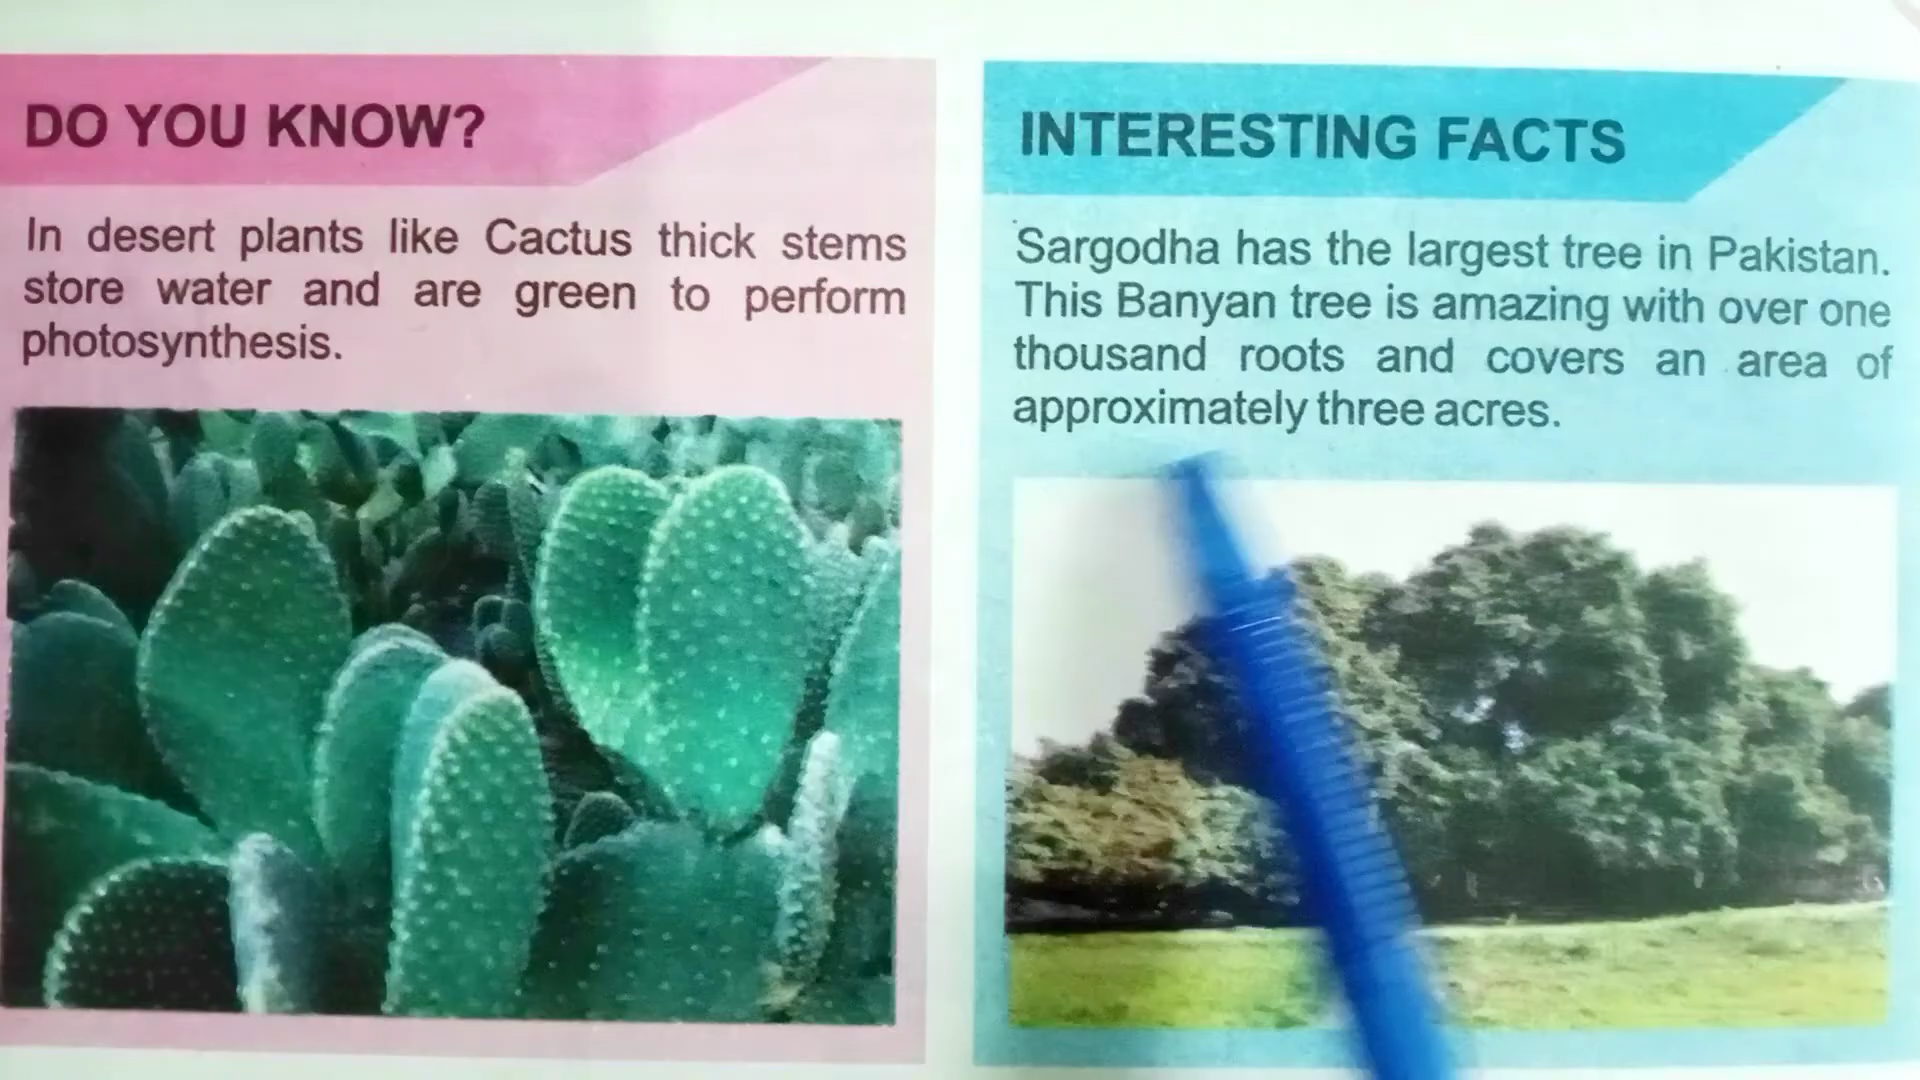 DO YOU KNOW?
In desert plants like Cactus thick stems
store water and are green to perform
photosynthesis.
INTERESTING FACTS
Sargodha has the largest tree in Pakistan.
This Banyan tree is amazing with over one
thousand roots and covers an area of
approximately three acres.